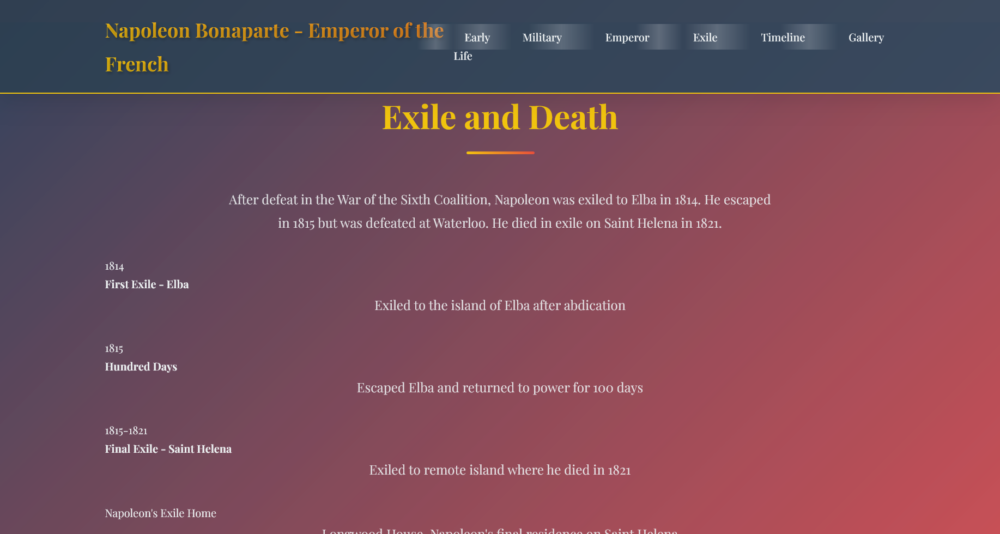 Napoleon Bonaparte - Emperor of the
French
Early
Life
Military
Emperor
Exile
Timeline
Gallery
Exile and Death
After defeat in the War of the Sixth Coalition, Napoleon was exiled to Elba in 1814. He escaped
in 1815 but was defeated at Waterloo. He died in exile on Saint Helena in 1821.
1814
First Exile - Elba
Exiled to the island of Elba after abdication
1815
Hundred Days
Escaped Elba and returned to power for 100 days
1815-1821
Final Exile - Saint Helena
Exiled to remote island where he died in 1821
Napoleon's Exile Home
Longwood House, Napoleon's final residence on Saint Helena